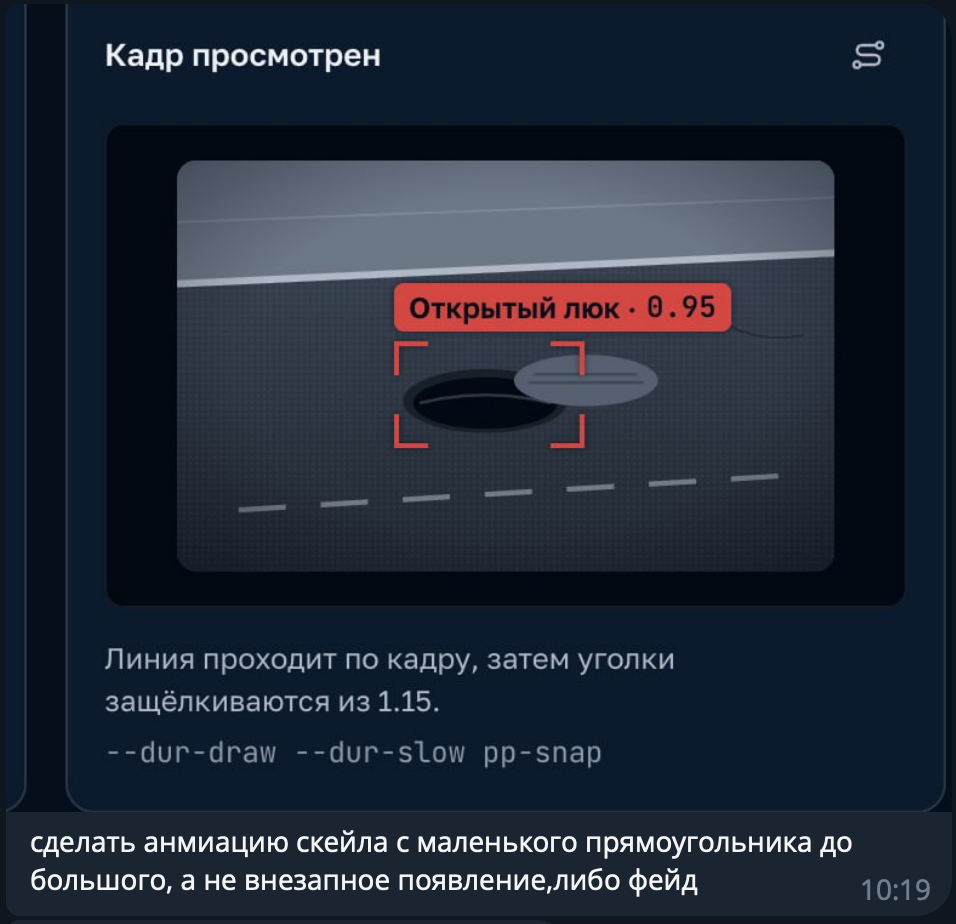 Кадр просмотрен
Открытый люк · 0.95
Линия проходит по кадру, затем уголки
защёлкиваются из 1.15.
--dur-draw --dur-slow pp-snap
сделать анмиацию скейла с маленького прямоугольника до
большого, а не внезапное появление,либо фейд
10:19